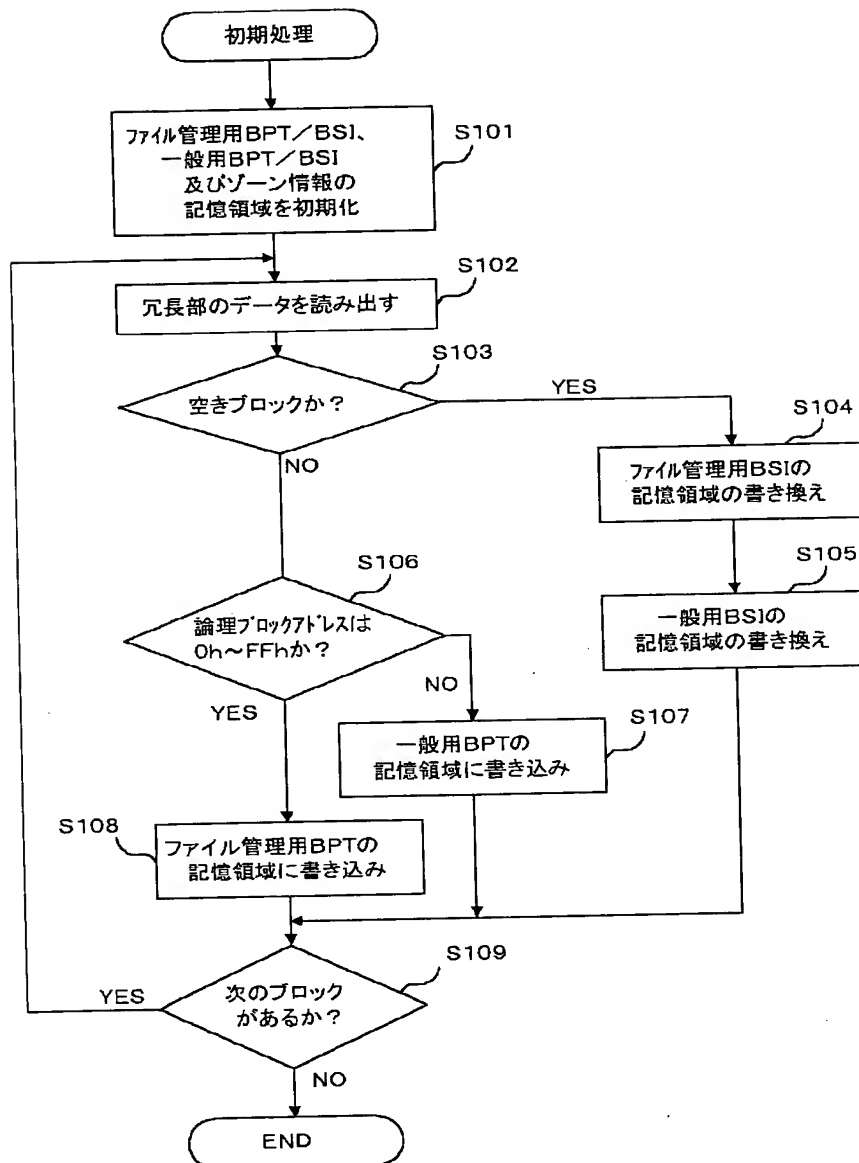 初期処理
ファイル管理用BPT／BSI、
一般用BPT／BSI
及びゾーン情報の
記憶領域を初期化
S101
S102
冗長部のデータを読み出す
S103
空きブロックか？
YES
NO
S104
ファイル管理用BSIの
記憶領域の書き換え
S105
一般用BSIの
記憶領域の書き換え
S106
論理ブロックアドレスは
0h〜FFhか？
NO
YES
S107
一般用BPTの
記憶領域に書き込み
S108
ファイル管理用BPTの
記憶領域に書き込み
S109
YES
次のブロック
があるか？
NO
END